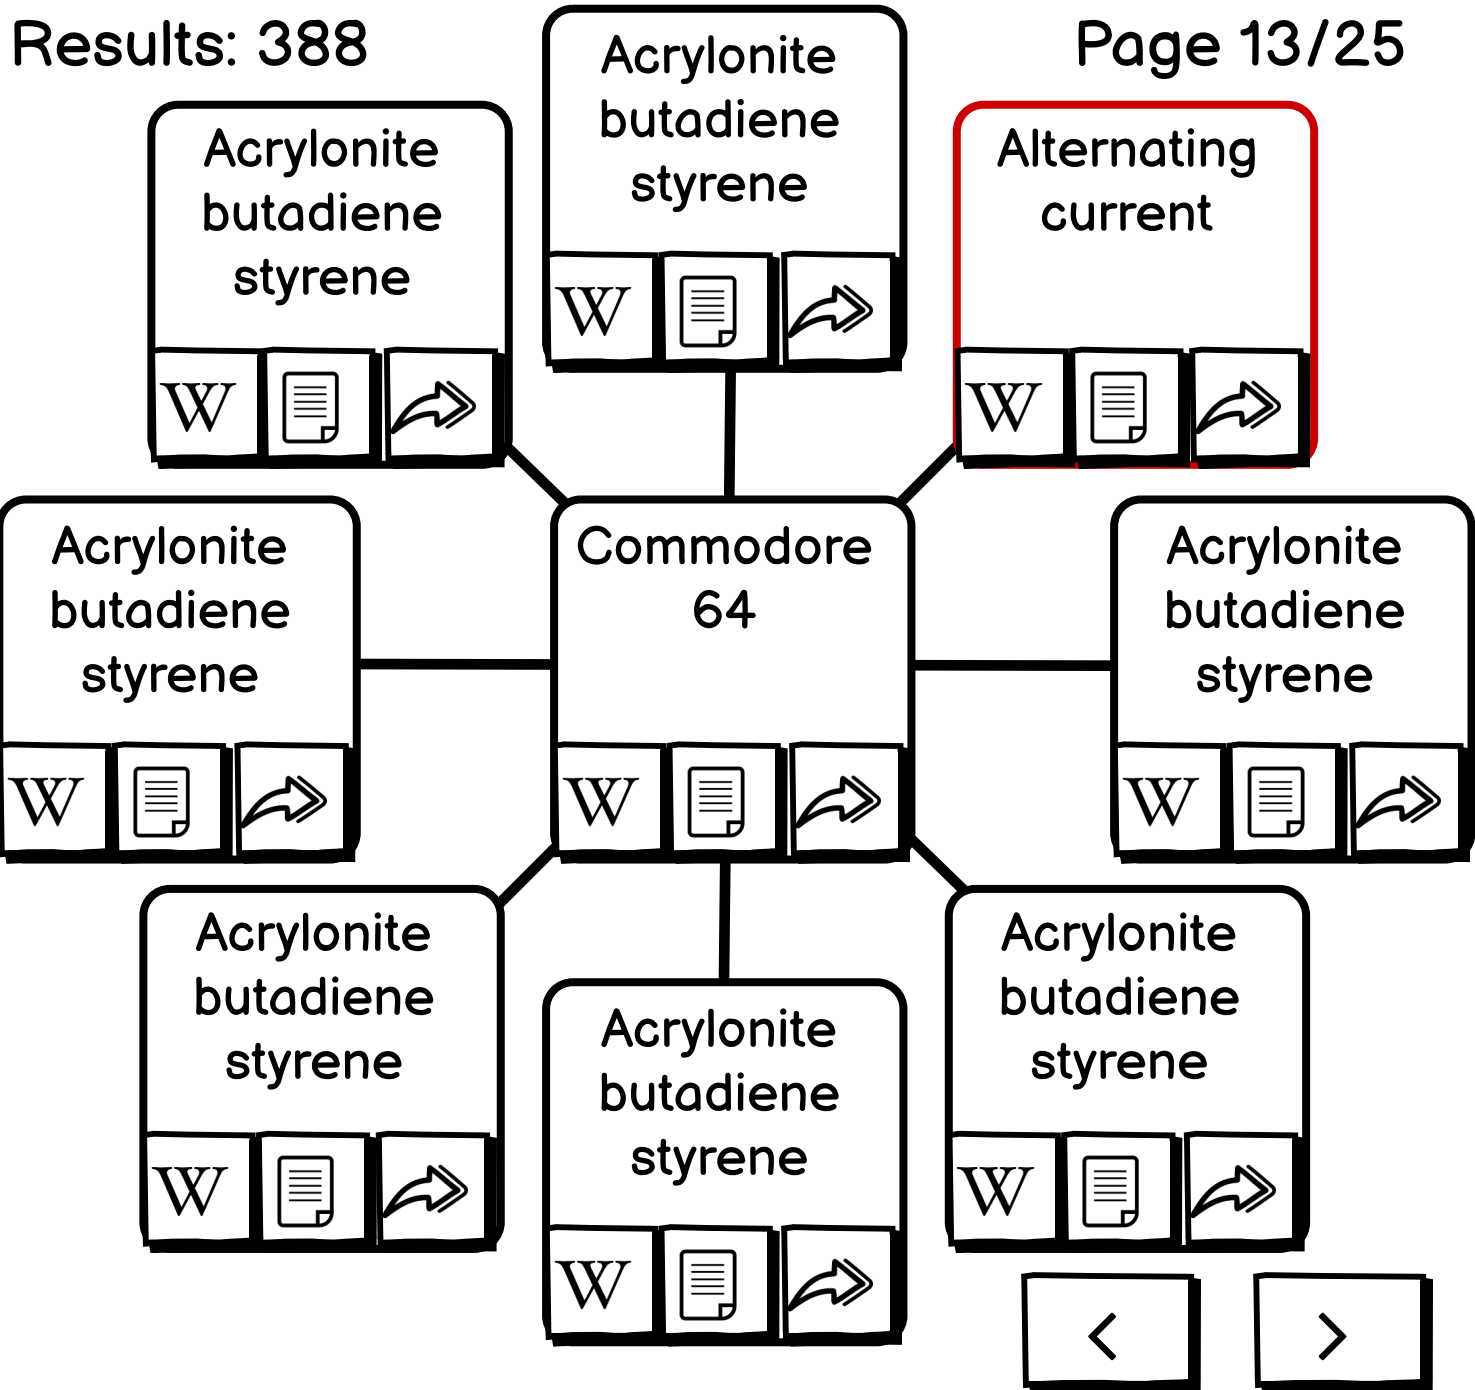 Results: 388
Page 13/25
Acrylonite
butadiene
styrene
W
Acrylonite
butadiene
styrene
W
Alternating
current
W
Acrylonite
butadiene
styrene
W
Commodore
64
W
Acrylonite
butadiene
styrene
W
Acrylonite
butadiene
styrene
W
Acrylonite
butadiene
styrene
W
Acrylonite
butadiene
styrene
W
< >